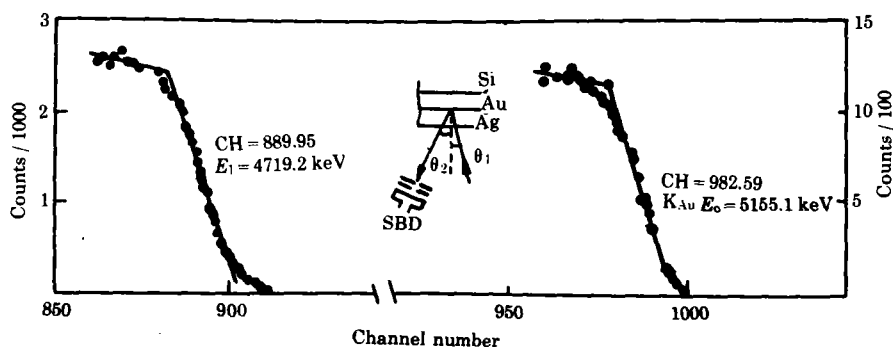 3
2
1
Counts / 1000
CH = 889.95
E₁ = 4719.2 keV
Si
Au
Ag
θ₂
θ₁
SBD
CH = 982.59
K_Au E₀ = 5155.1 keV
15
10
5
Counts / 100
850
900
950
1000
Channel number